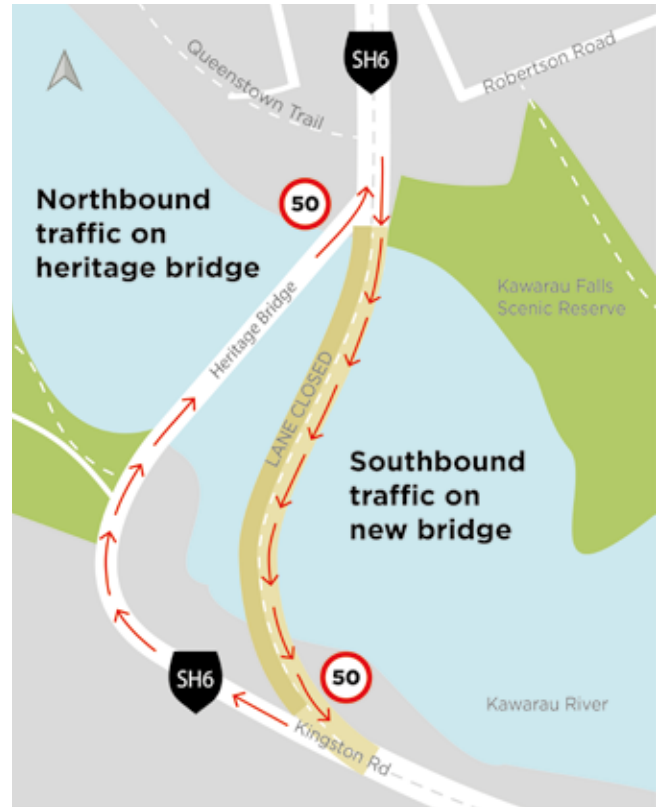 SH6
Queenstown Trail
Robertson Road
50
Northbound
traffic on
heritage bridge
Kawarau Falls
Scenic Reserve
Heritage Bridge
LANE CLOSED
Southbound
traffic on
new bridge
50
SH6
Kawarau River
Kingston Rd